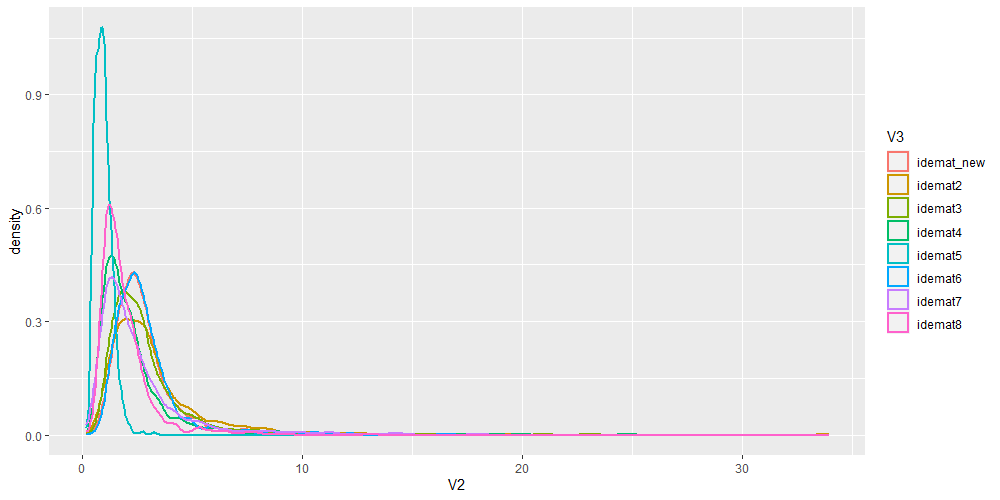 0.9
0.6
0.3
0.0
density
0
10
20
30
V2
V3
idemat_new
idemat2
idemat3
idemat4
idemat5
idemat6
idemat7
idemat8